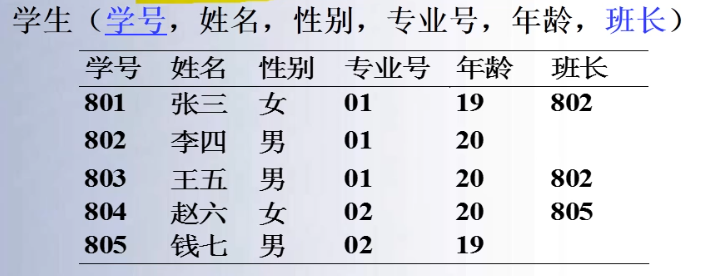 学生（学号，姓名，性别，专业号，年龄，班长）
学号 姓名 性别 专业号 年龄 班长
801 张三 女 01 19 802
802 李四 男 01 20
803 王五 男 01 20 802
804 赵六 女 02 20 805
805 钱七 男 02 19